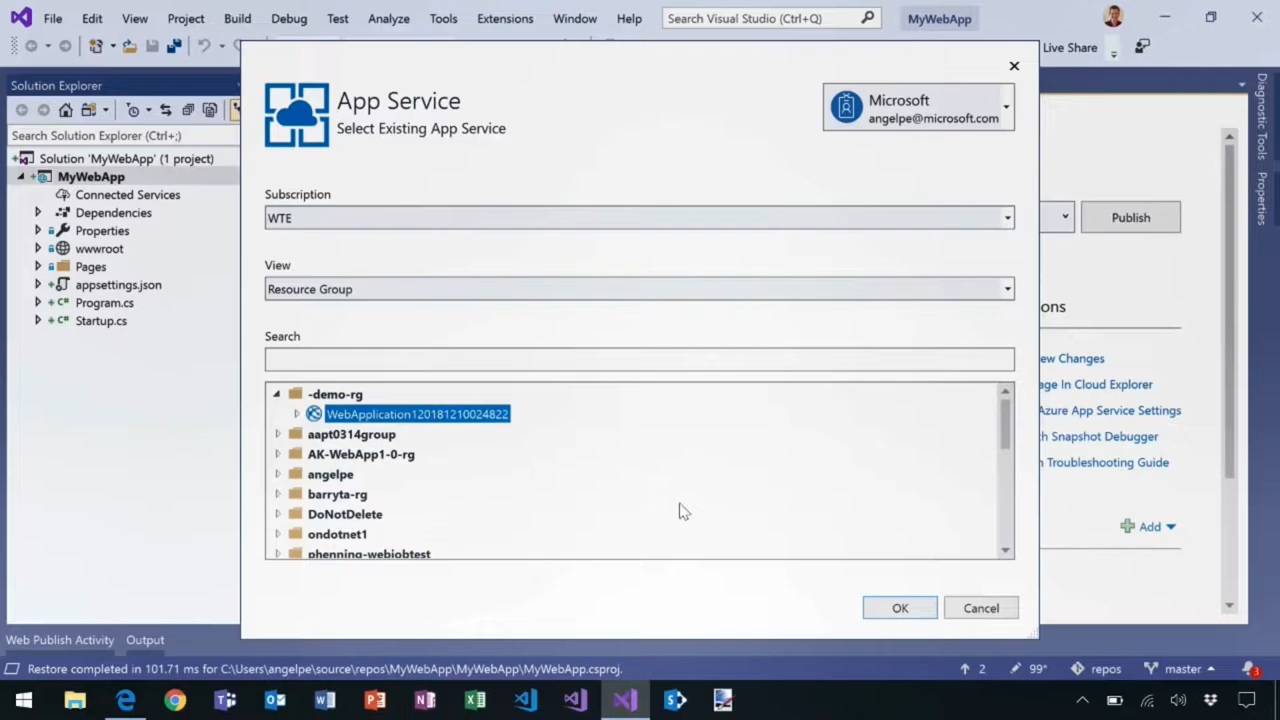 File Edit View Project Build Debug Test Analyze Tools Extensions Window Help Search Visual Studio (Ctrl+Q) MyWebApp
Live Share
Solution Explorer
Search Solution Explorer (Ctrl+;)
Solution 'MyWebApp' (1 project)
MyWebApp
Connected Services
Dependencies
Properties
wwwroot
Pages
appsettings.json
C# Program.cs
C# Startup.cs
App Service
Select Existing App Service
Microsoft
angelpe@microsoft.com
Subscription
WTE
View
Resource Group
Search
-demo-rg
WebApplication120181210024822
aapt0314group
AK-WebApp1-0-rg
angelpe
barryta-rg
DoNotDelete
ondotnet1
phenning-webjobtest
OK Cancel
Publish
ons
ew Changes
age In Cloud Explorer
Azure App Service Settings
h Snapshot Debugger
n Troubleshooting Guide
Add
Diagnostic Tools
Properties
Web Publish Activity Output
Restore completed in 101.71 ms for C:\Users\angelpe\source\repos\MyWebApp\MyWebApp\MyWebApp.csproj.
2 99* repos master 3